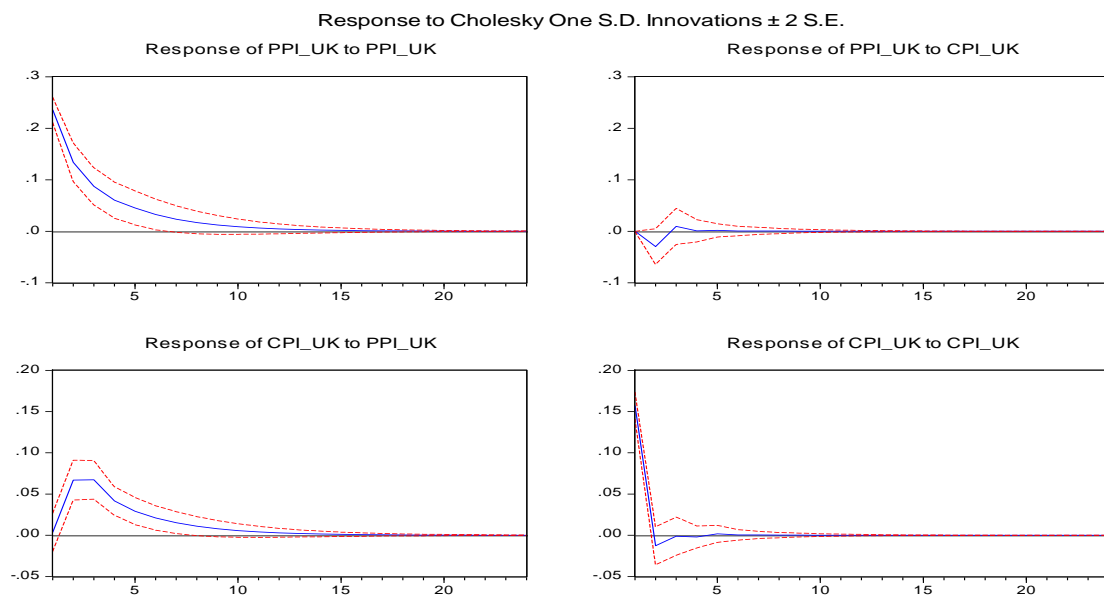 Response to Cholesky One S.D. Innovations ± 2 S.E.
Response of PPI_UK to PPI_UK
.3
.2
.1
.0
-.1
5 10 15 20
Response of PPI_UK to CPI_UK
.3
.2
.1
.0
-.1
5 10 15 20
Response of CPI_UK to PPI_UK
.20
.15
.10
.05
.00
-.05
5 10 15 20
Response of CPI_UK to CPI_UK
.20
.15
.10
.05
.00
-.05
5 10 15 20